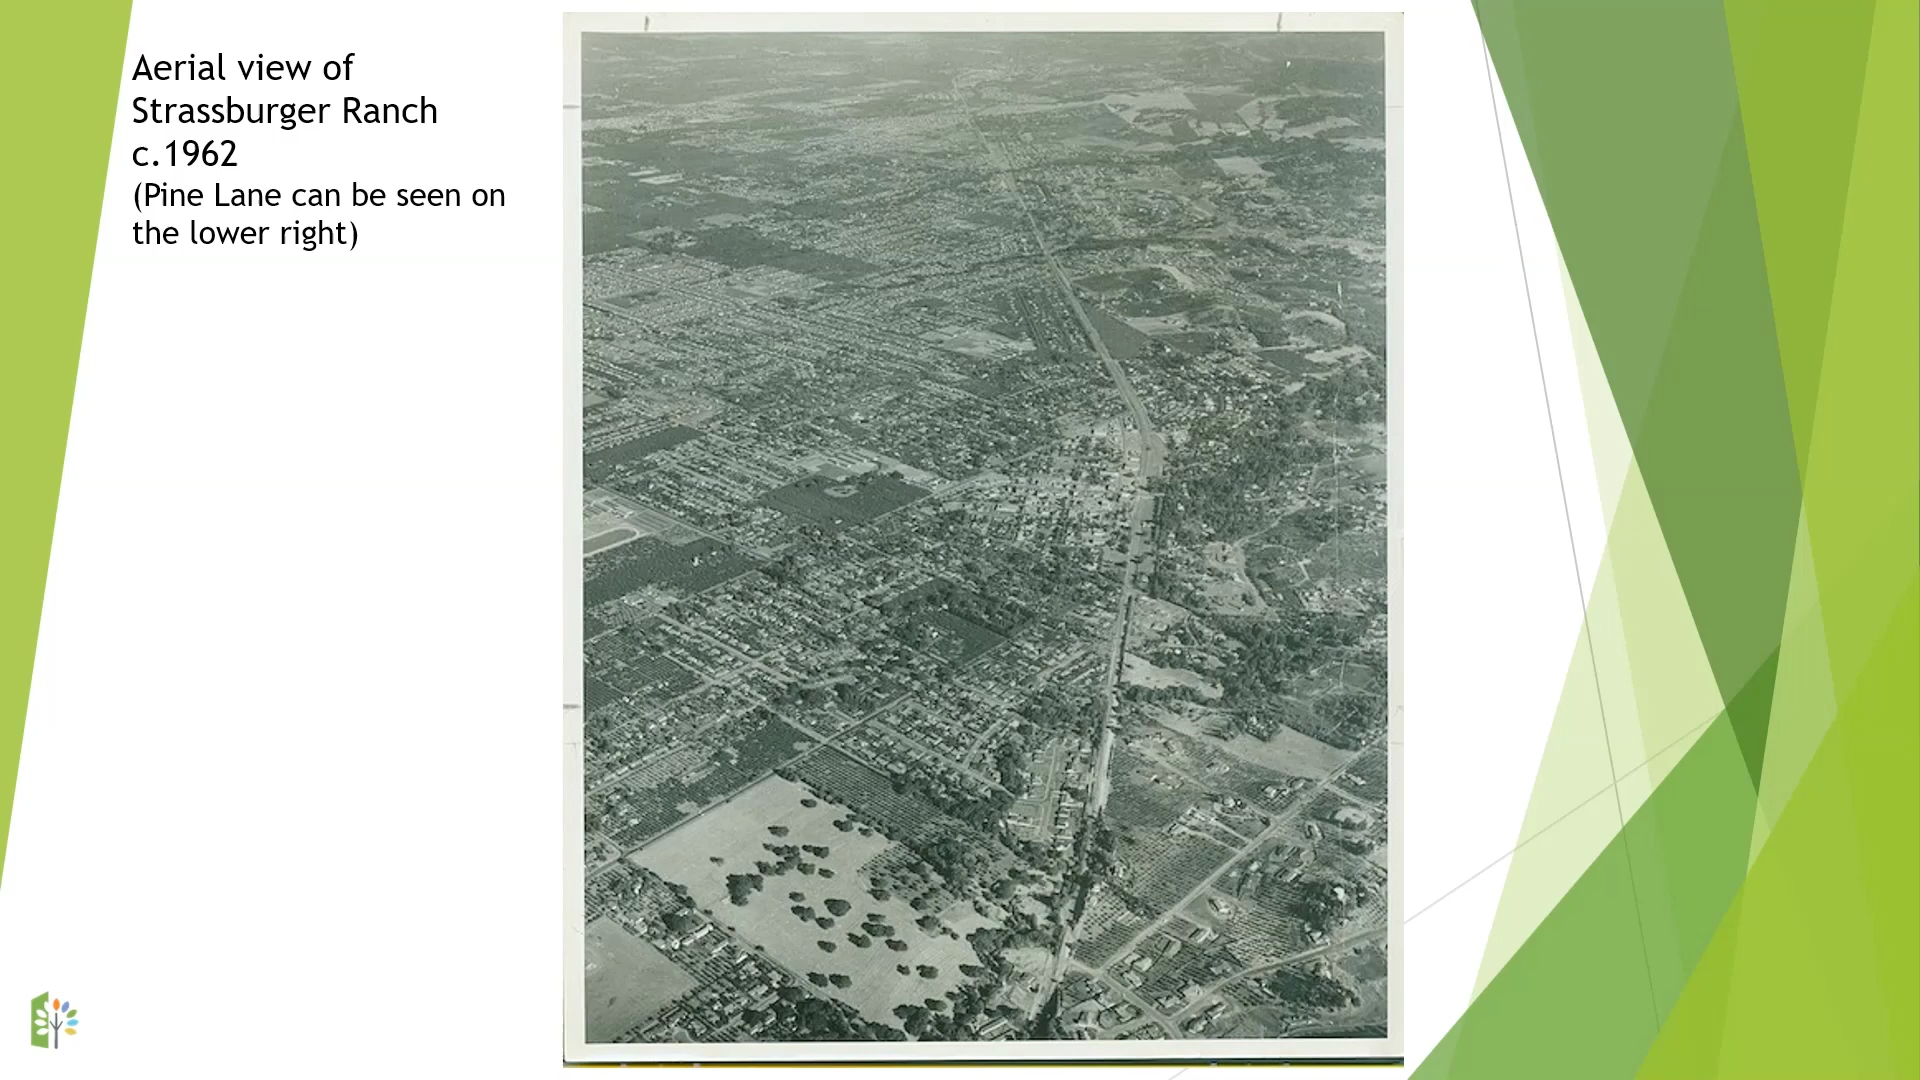 Aerial view of
Strassburger Ranch
c.1962
(Pine Lane can be seen on
the lower right)